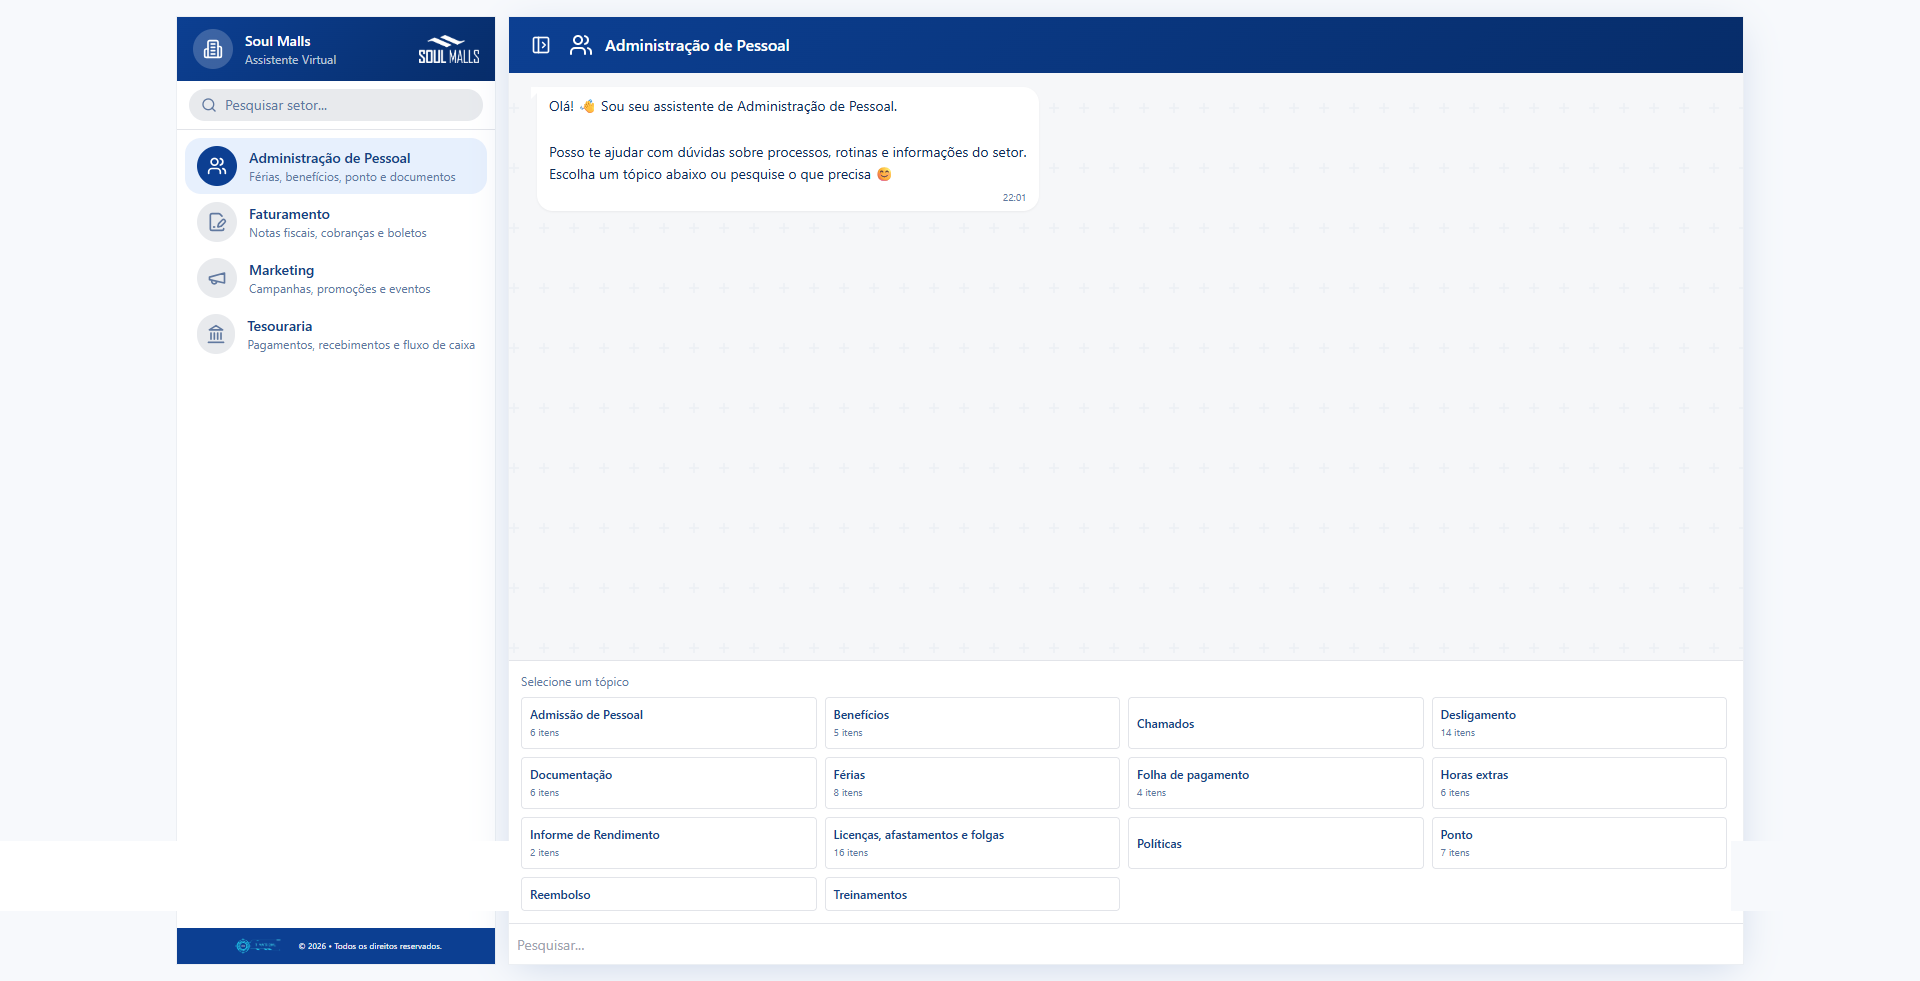 Soul Malls
Assistente Virtual
SOUL MALLS
Pesquisar setor...
Administração de Pessoal
Férias, benefícios, ponto e documentos
Faturamento
Notas fiscais, cobranças e boletos
Marketing
Campanhas, promoções e eventos
Tesouraria
Pagamentos, recebimentos e fluxo de caixa
© 2026 • Todos os direitos reservados.
Administração de Pessoal
Olá! 👋 Sou seu assistente de Administração de Pessoal.
Posso te ajudar com dúvidas sobre processos, rotinas e informações do setor.
Escolha um tópico abaixo ou pesquise o que precisa 😊
22:01
Selecione um tópico
Admissão de Pessoal
6 itens
Benefícios
5 itens
Chamados
Desligamento
14 itens
Documentação
6 itens
Férias
8 itens
Folha de pagamento
4 itens
Horas extras
6 itens
Informe de Rendimento
2 itens
Licenças, afastamentos e folgas
16 itens
Políticas
Ponto
7 itens
Reembolso
Treinamentos
Pesquisar...